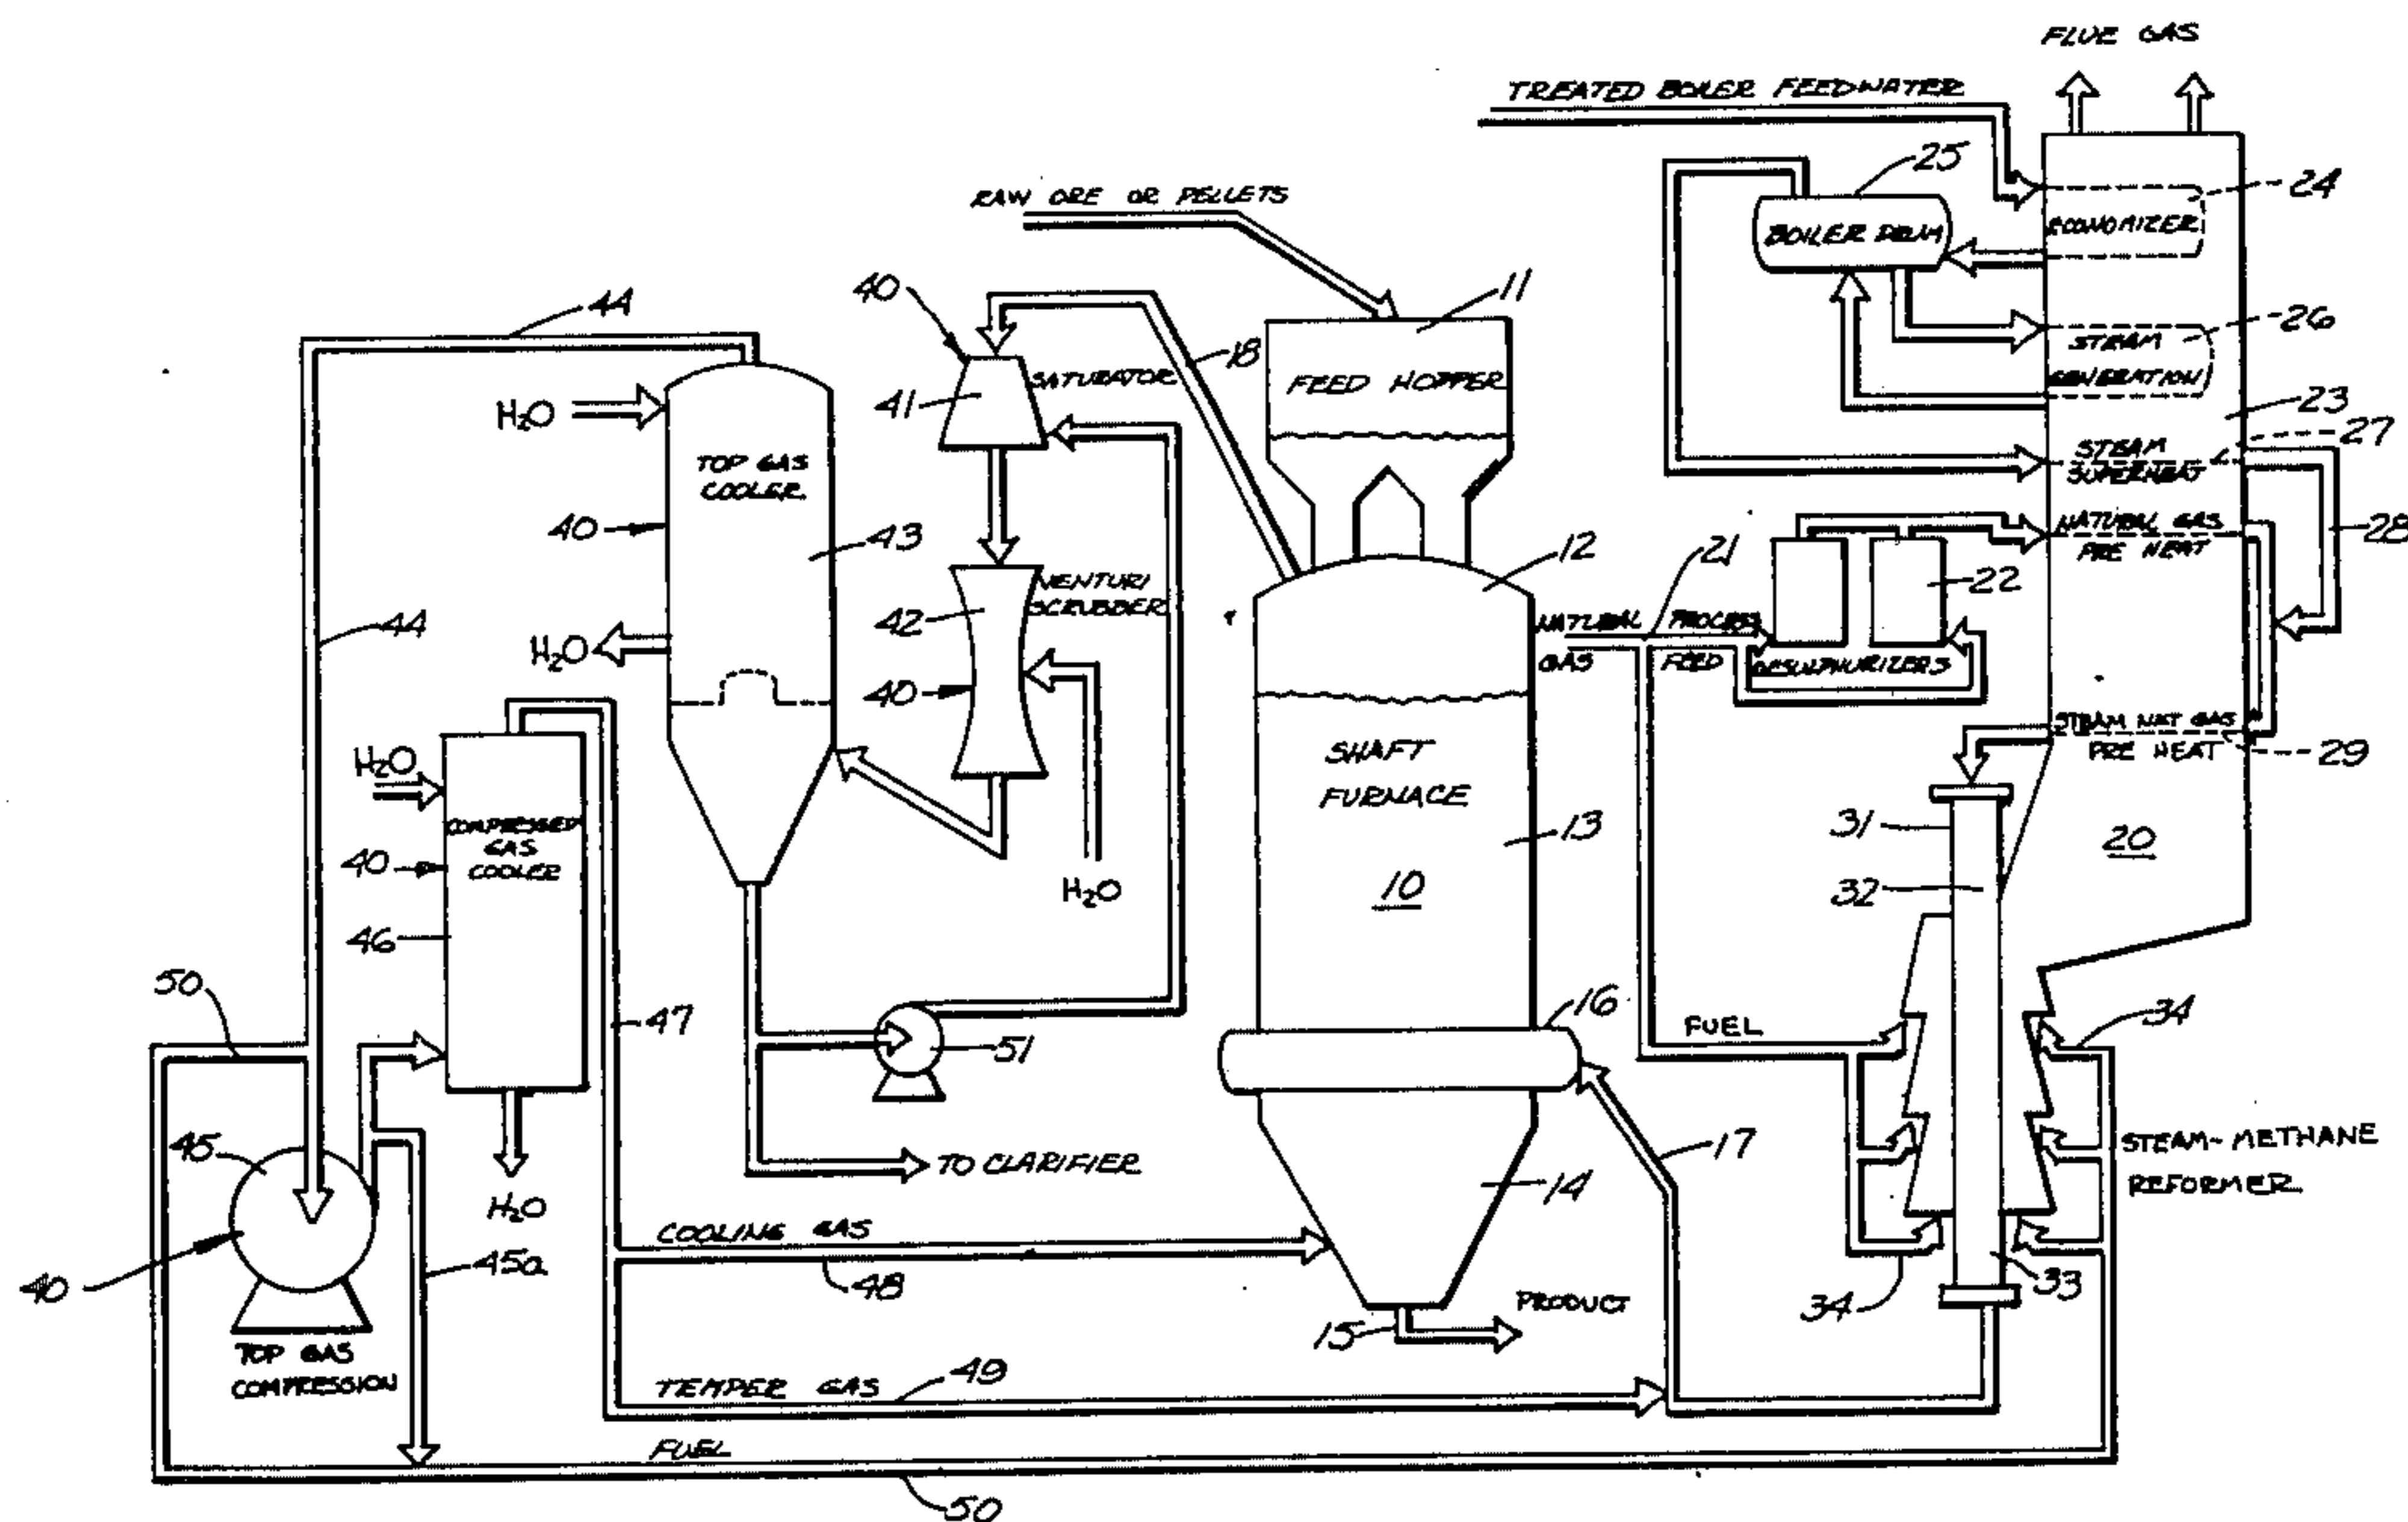 FLUE GAS
TREATED BOILER FEEDWATER
25
24
RAW ORE OR PELLETS
BOILER DRUM
ECONOMIZER
44
40
11
26
STEAM
GENERATION
18
H₂O
41
SATURATOR
FEED HOPPER
23
27
TOP GAS
COOLER
STEAM
SUPERHEAT
40
43
12
21
NATURAL GAS
PRE HEAT
28
22
VENTURI
SCRUBBER
42
44
H₂O
NATURAL PROCESS
GAS FEED
DESULPHURIZERS
40
STEAM NAT GAS
PRE HEAT
29
H₂O
SHAFT
FURNACE
COMPRESSED
GAS
COOLER
40
13
31
20
10
H₂O
32
46
50
47
16
34
FUEL
51
45
17
STEAM-METHANE
REFORMER
TO CLARIFIER
14
H₂O
COOLING GAS
45a
48
40
33
34
PRODUCT
15
TOP GAS
COMPRESSION
TEMPER GAS
49
FUEL
50